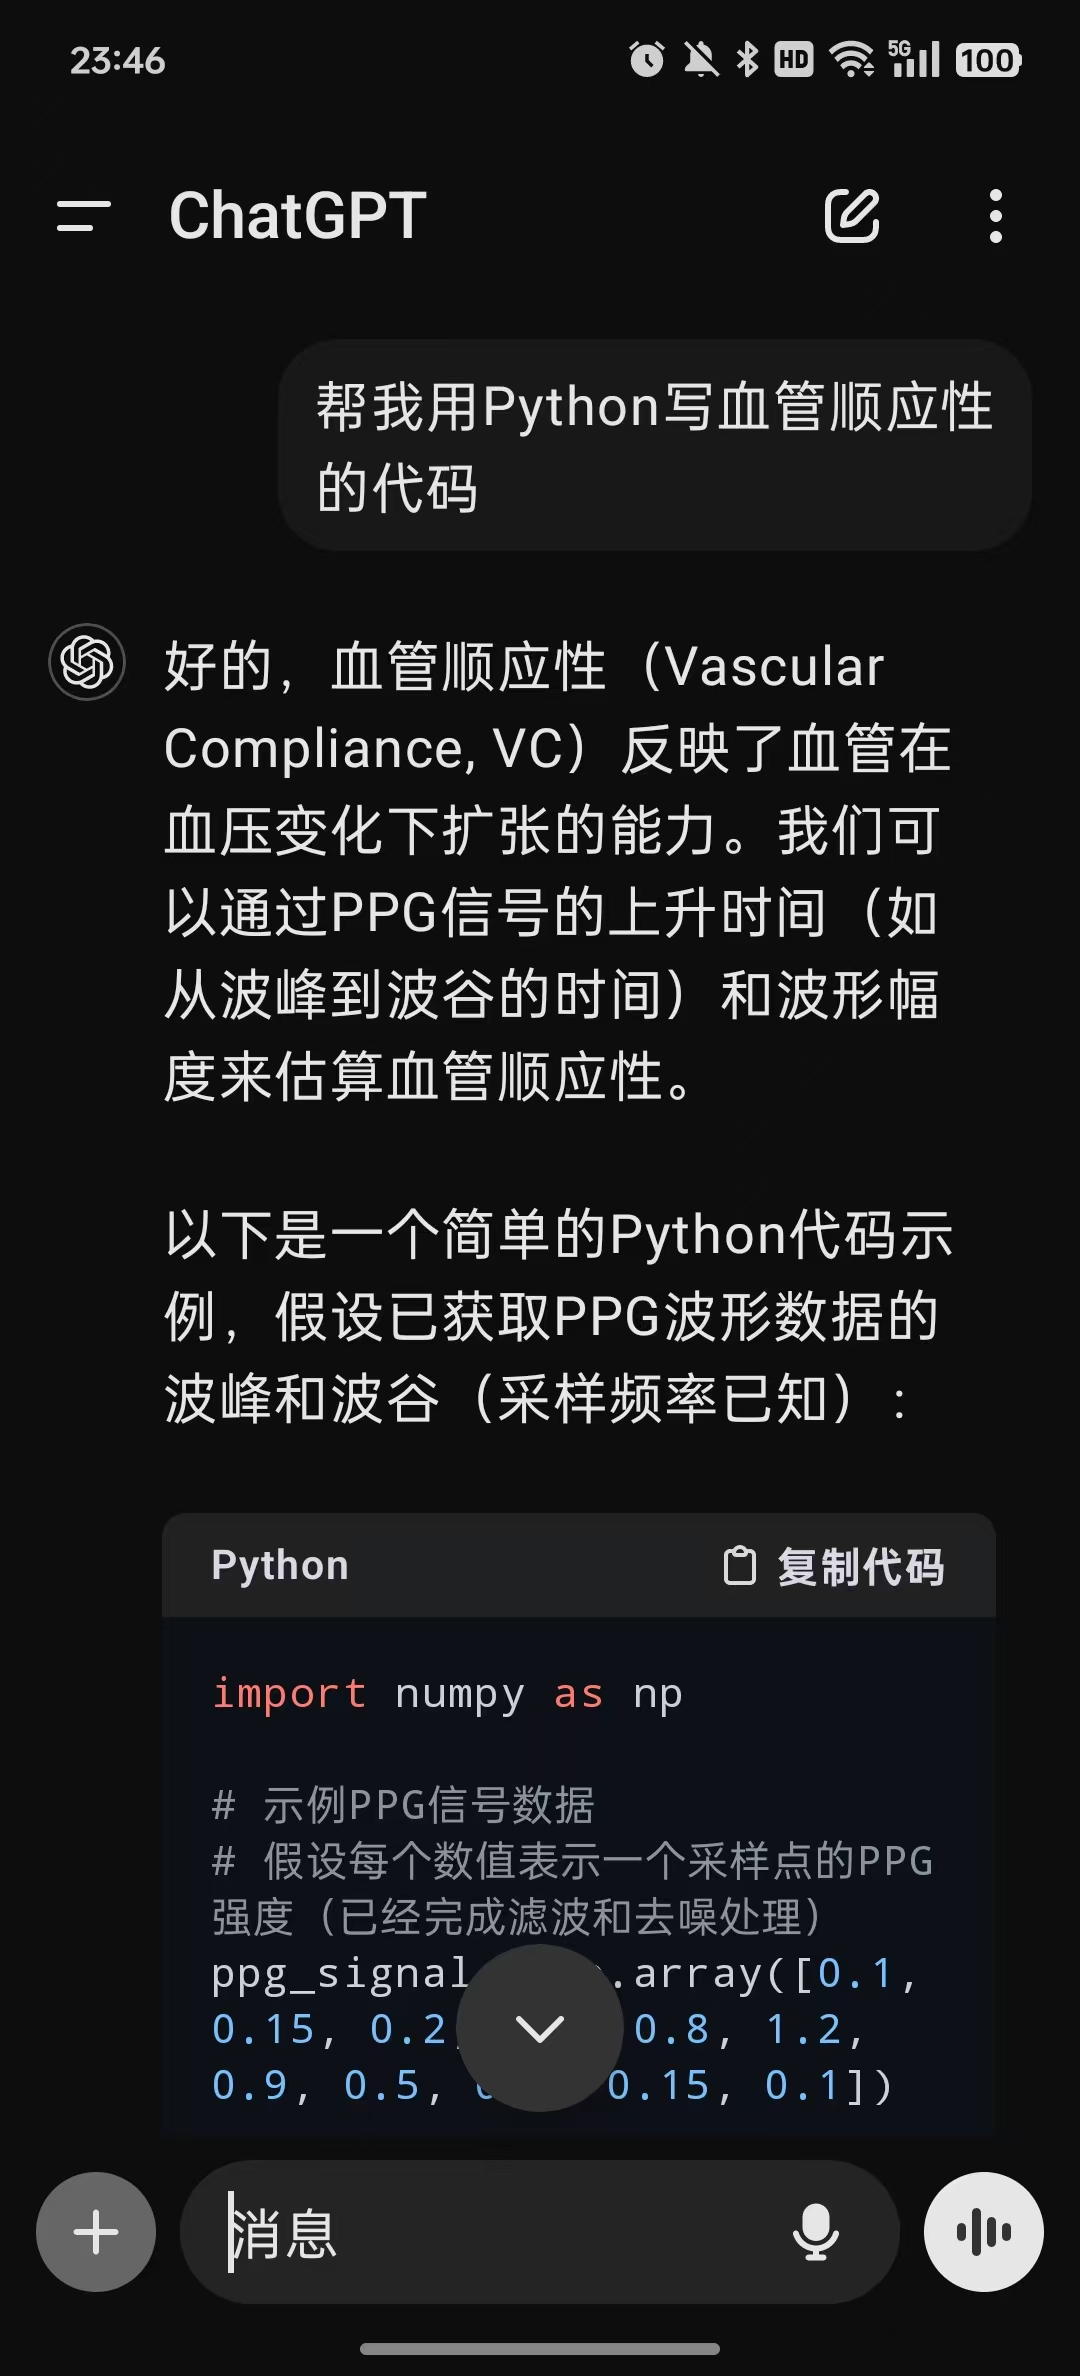 23:46
HD
5G
100
ChatGPT
帮我用Python写血管顺应性
的代码
好的，血管顺应性（Vascular
Compliance, VC）反映了血管在
血压变化下扩张的能力。我们可
以通过PPG信号的上升时间（如
从波峰到波谷的时间）和波形幅
度来估算血管顺应性。
以下是一个简单的Python代码示
例，假设已获取PPG波形数据的
波峰和波谷（采样频率已知）：
Python 复制代码
import numpy as np
# 示例PPG信号数据
# 假设每个数值表示一个采样点的PPG
强度（已经完成滤波和去噪处理）
ppg_signal .array([0.1,
0.15, 0.2 0.8, 1.2,
0.9, 0.5, 0.15, 0.1])
消息